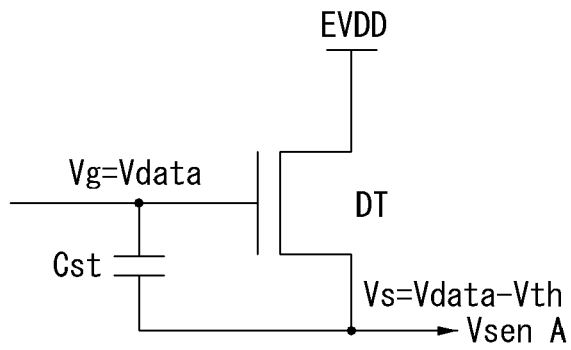 EVDD
Vg=Vdata
DT
Cst
Vs=Vdata-Vth
Vsen A